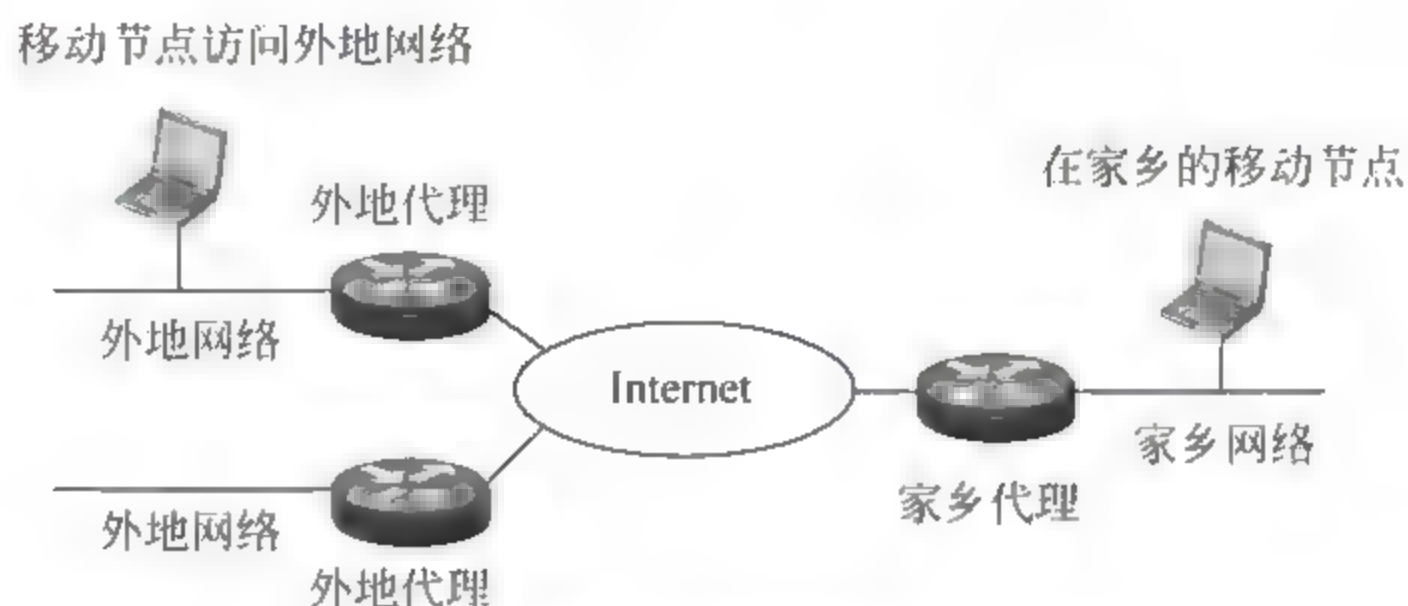 移动节点访问外地网络
在家乡的移动节点
外地代理
外地网络
Internet
家乡网络
家乡代理
外地网络
外地代理